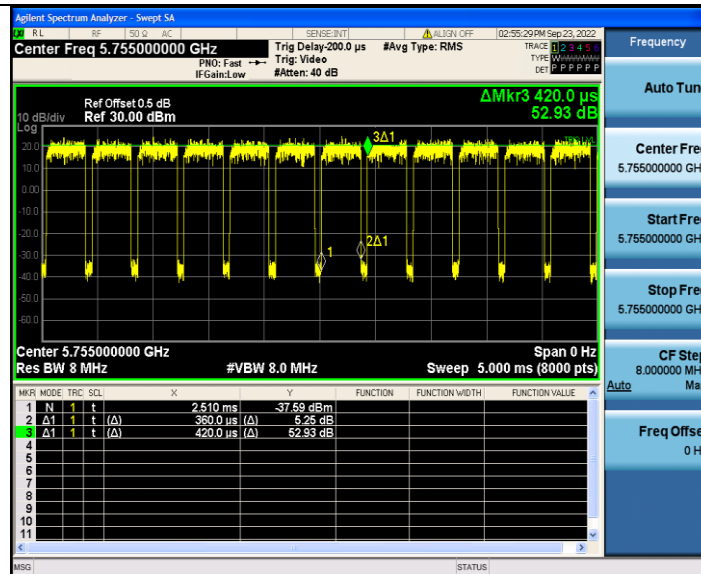 Agilent Spectrum Analyzer - Swept SA
RL RF 50 Ω AC SENSE:INT ALIGN OFF 02:55:29PM Sep 23, 2022
Center Freq 5.755000000 GHz
PNO: Fast
IFGain:Low
Trig Delay-200.0 µs
Trig: Video
#Atten: 40 dB
#Avg Type: RMS
TRACE 1 2 3 4 5 6
TYPE W
DET P P P P P P
ΔMkr3 420.0 µs
52.93 dB
Ref Offset 0.5 dB
10 dB/div Ref 30.00 dBm
Log
20.0
10.0
0.00
-10.0
-20.0
-30.0
-40.0
-50.0
-60.0
3Δ1
2Δ1
1
Center 5.755000000 GHz Span 0 Hz
Res BW 8 MHz #VBW 8.0 MHz Sweep 5.000 ms (8000 pts)
MKR MODE TRC SCL X Y FUNCTION FUNCTION WIDTH FUNCTION VALUE
1 N 1 t 2.510 ms -37.59 dBm
2 Δ1 1 t (Δ) 360.0 µs (Δ) 5.25 dB
3 Δ1 1 t (Δ) 420.0 µs (Δ) 52.93 dB
4
5
6
7
8
9
10
11
MSG STATUS
Frequency
Auto Tun
Center Fre
5.755000000 GH
Start Fre
5.755000000 GH
Stop Fre
5.755000000 GH
CF Step
8.000000 MH
Auto Ma
Freq Offse
0 H